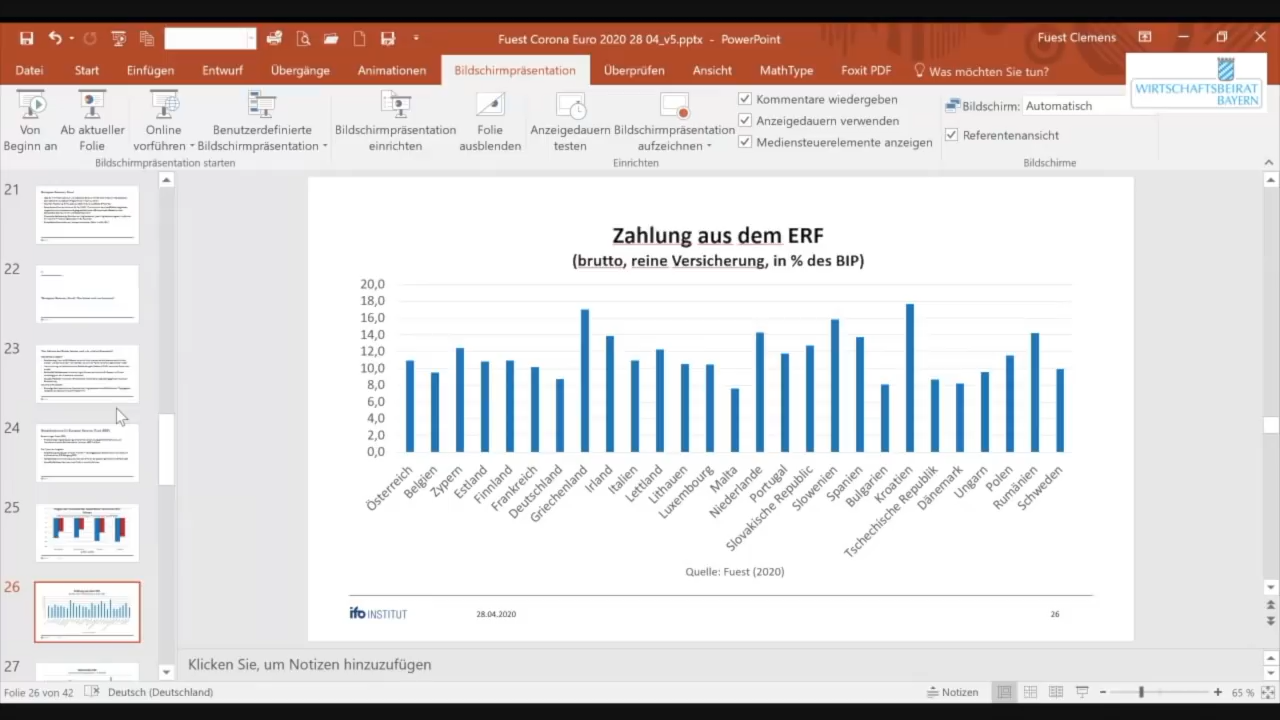 Fuest Corona Euro 2020 28 04_v5.pptx - PowerPoint
Fuest Clemens
Datei Start Einfügen Entwurf Übergänge Animationen Bildschirmpräsentation Überprüfen Ansicht MathType Foxit PDF Was möchten Sie tun?
WIRTSCHAFTSBEIRAT
BAYERN
Von
Beginn an
Ab aktueller
Folie
Online
vorführen
Benutzerdefinierte
Bildschirmpräsentation
Bildschirmpräsentation
einrichten
Folie
ausblenden
Anzeigedauern
testen
Bildschirmpräsentation
aufzeichnen
Kommentare wiedergeben
Anzeigedauern verwenden
Mediensteuerelemente anzeigen
Bildschirm: Automatisch
Referentenansicht
Bildschirmpräsentation starten
Einrichten
Bildschirme
21
22
23
24
25
26
27
Zahlung aus dem ERF
(brutto, reine Versicherung, in % des BIP)
20,0
18,0
16,0
14,0
12,0
10,0
8,0
6,0
4,0
2,0
0,0
Österreich
Belgien
Zypern
Estland
Finnland
Frankreich
Deutschland
Griechenland
Irland
Italien
Lettland
Lithauen
Luxembourg
Malta
Niederlande
Portugal
Slovakische Republic
Slowenien
Spanien
Bulgarien
Kroatien
Tschechische Republik
Dänemark
Ungarn
Polen
Rumänien
Schweden
Quelle: Fuest (2020)
ifo INSTITUT
28.04.2020
26
Klicken Sie, um Notizen hinzuzufügen
Folie 26 von 42
Deutsch (Deutschland)
Notizen
65 %